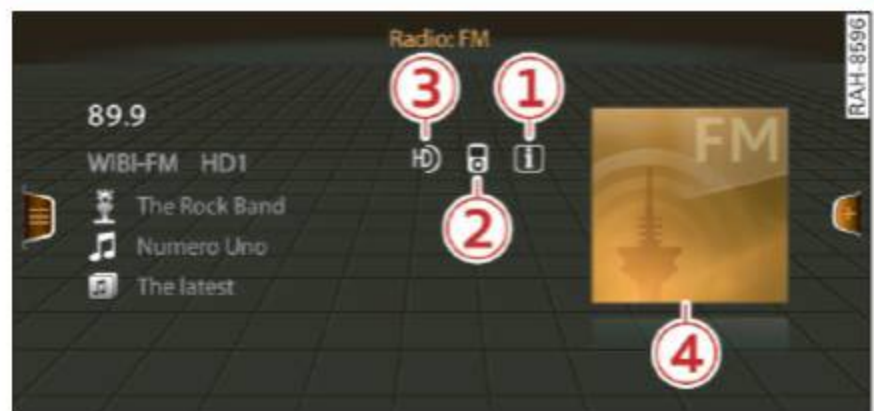 Radio: FM
3
1
89.9
WIBI-FM HD1
HD
i
FM
The Rock Band
2
Numero Uno
The latest
4
RAH-8596